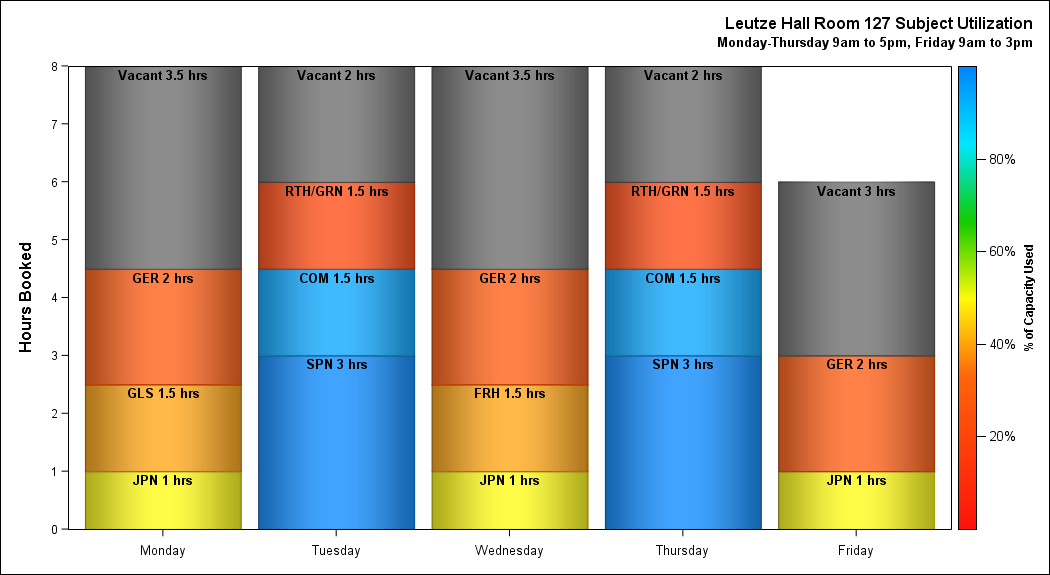 Leutze Hall Room 127 Subject Utilization
Monday-Thursday 9am to 5pm, Friday 9am to 3pm
Hours Booked
8
7
6
5
4
3
2
1
0
Vacant 3.5 hrs
GER 2 hrs
GLS 1.5 hrs
JPN 1 hrs
Monday
Vacant 2 hrs
RTH/GRN 1.5 hrs
COM 1.5 hrs
SPN 3 hrs
Tuesday
Vacant 3.5 hrs
GER 2 hrs
FRH 1.5 hrs
JPN 1 hrs
Wednesday
Vacant 2 hrs
RTH/GRN 1.5 hrs
COM 1.5 hrs
SPN 3 hrs
Thursday
Vacant 3 hrs
GER 2 hrs
JPN 1 hrs
Friday
80%
60%
40%
20%
% of Capacity Used